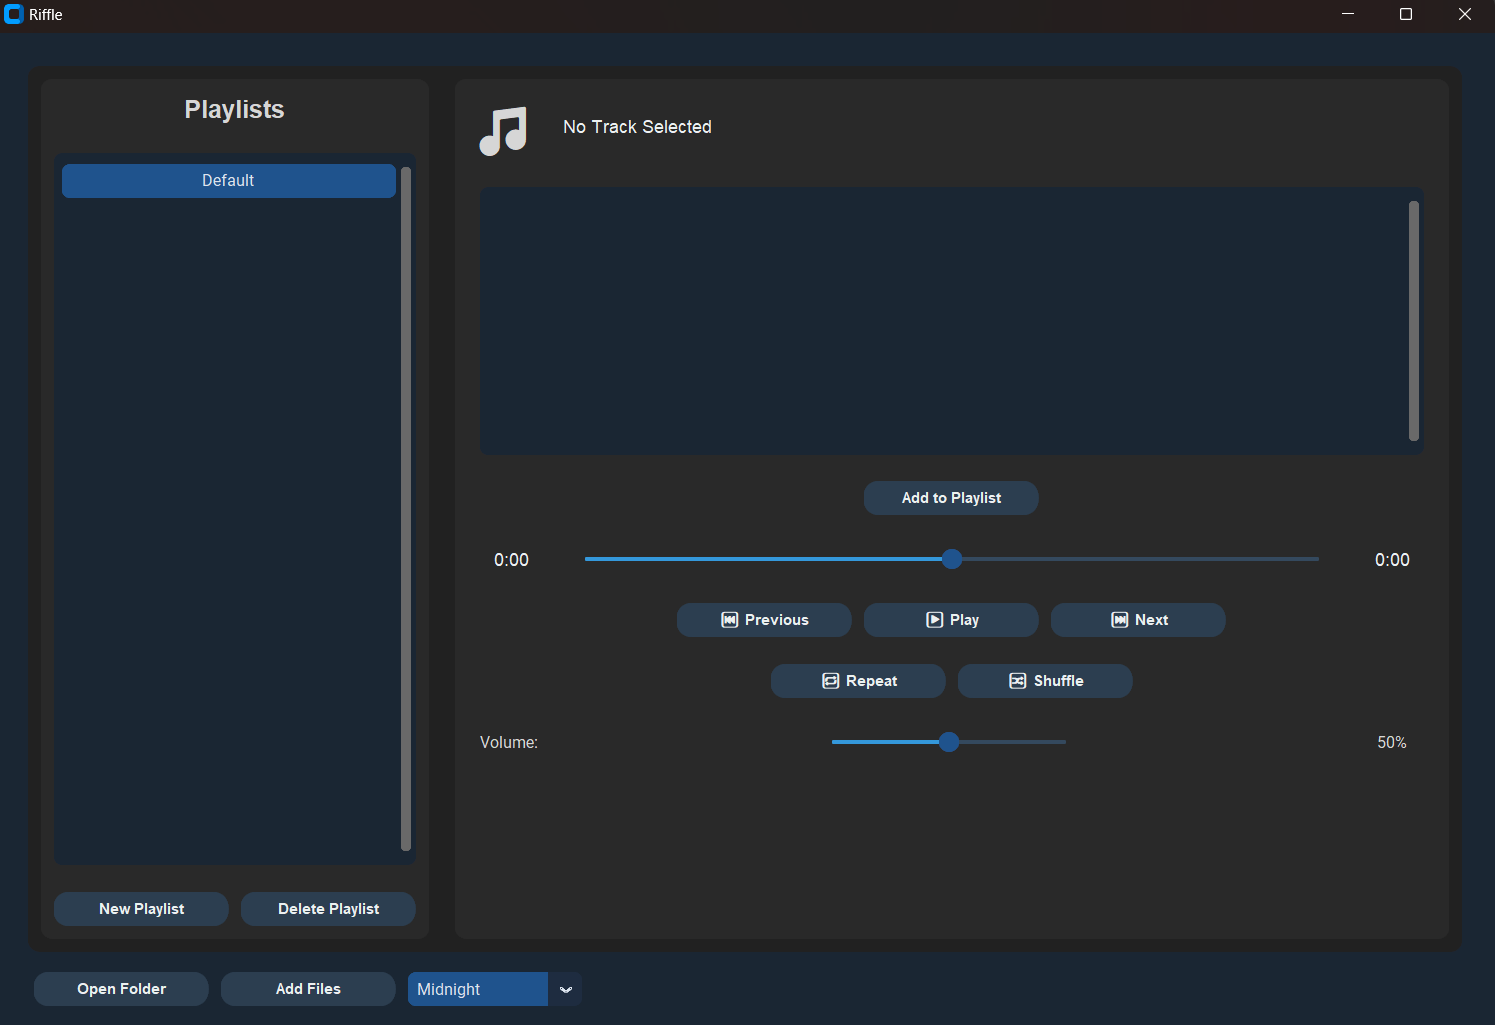 Riffle
Playlists
Default
New Playlist
Delete Playlist
No Track Selected
Add to Playlist
0:00
0:00
Previous
Play
Next
Repeat
Shuffle
Volume:
50%
Open Folder
Add Files
Midnight